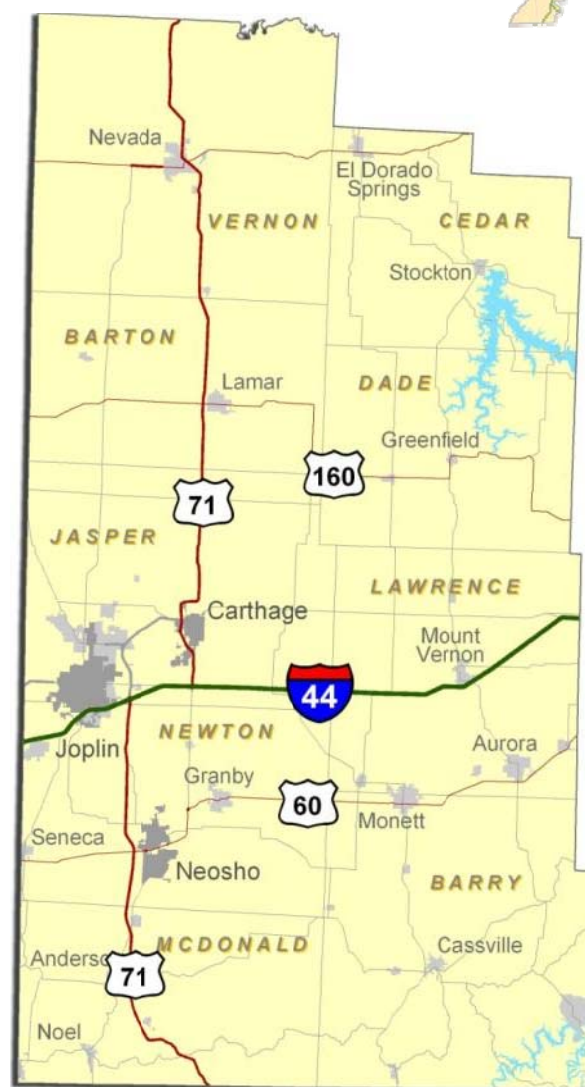 Nevada
El Dorado
Springs
VERNON
CEDAR
Stockton
BARTON
Lamar
DADE
Greenfield
160
71
JASPER
LAWRENCE
Carthage
Mount
Vernon
44
NEWTON
Joplin
Aurora
Granby
60
Monett
Seneca
Neosho
BARRY
MCDONALD
Cassville
71
Noel